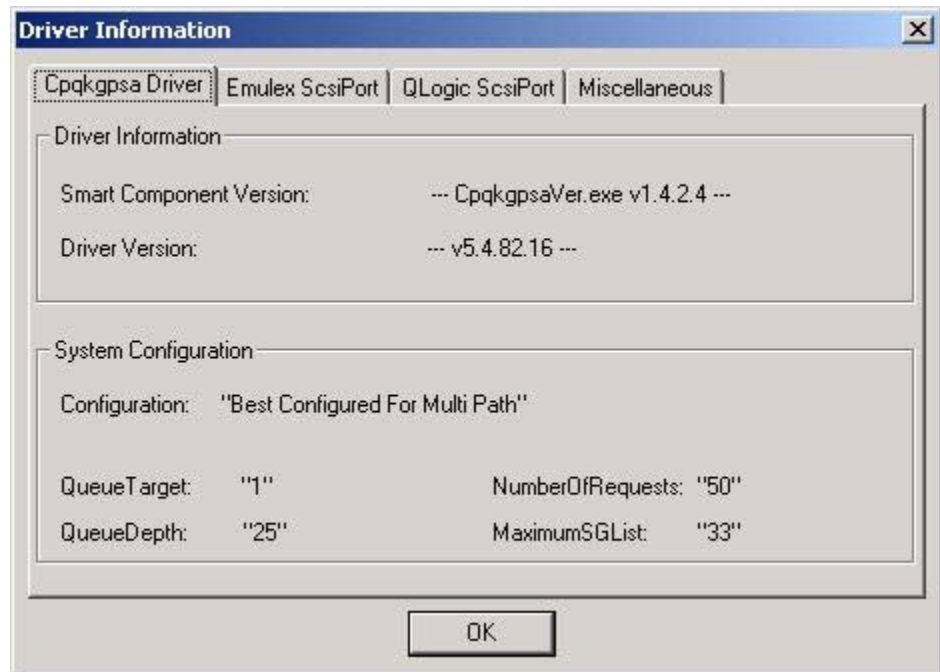 Driver Information
Cpqkgpsa Driver Emulex ScsiPort QLogic ScsiPort Miscellaneous
Driver Information
Smart Component Version: --- CpqkgpsaVer.exe v1.4.2.4 ---
Driver Version: --- v5.4.82.16 ---
System Configuration
Configuration: "Best Configured For Multi Path"
QueueTarget: "1" NumberOfRequests: "50"
QueueDepth: "25" MaximumSGList: "33"
OK